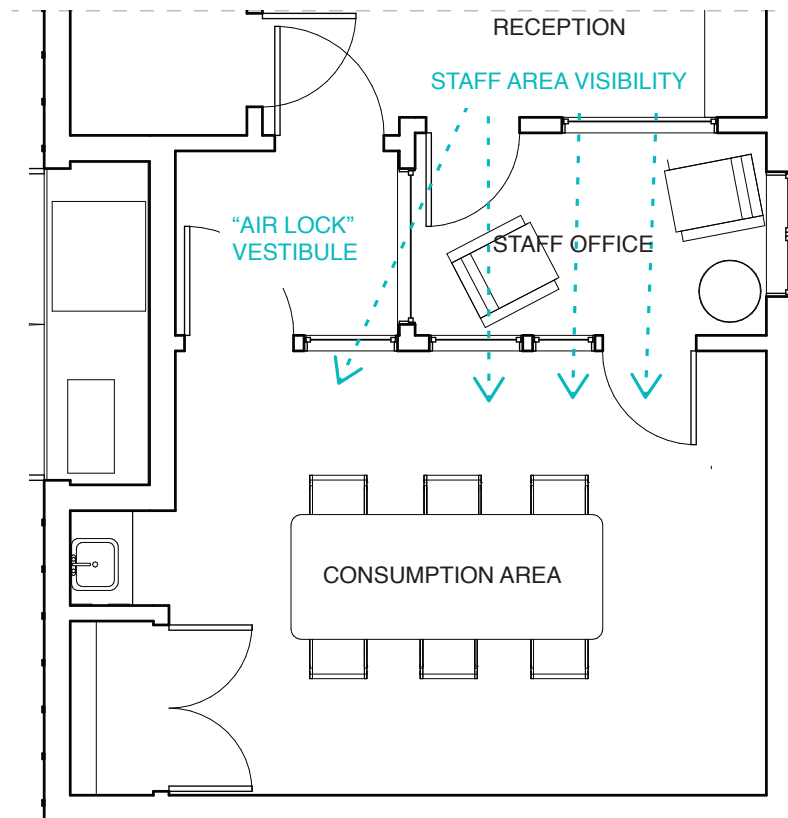 RECEPTION
STAFF AREA VISIBILITY
“AIR LOCK”
VESTIBULE
STAFF OFFICE
CONSUMPTION AREA